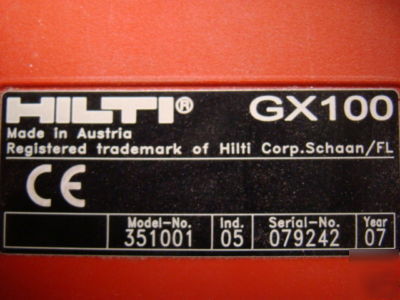 HILTI® GX100
Made in Austria
Registered trademark of Hilti Corp.Schaan/FL
CE
Model-No. Ind. Serial-No. Year
351001 05 079242 07